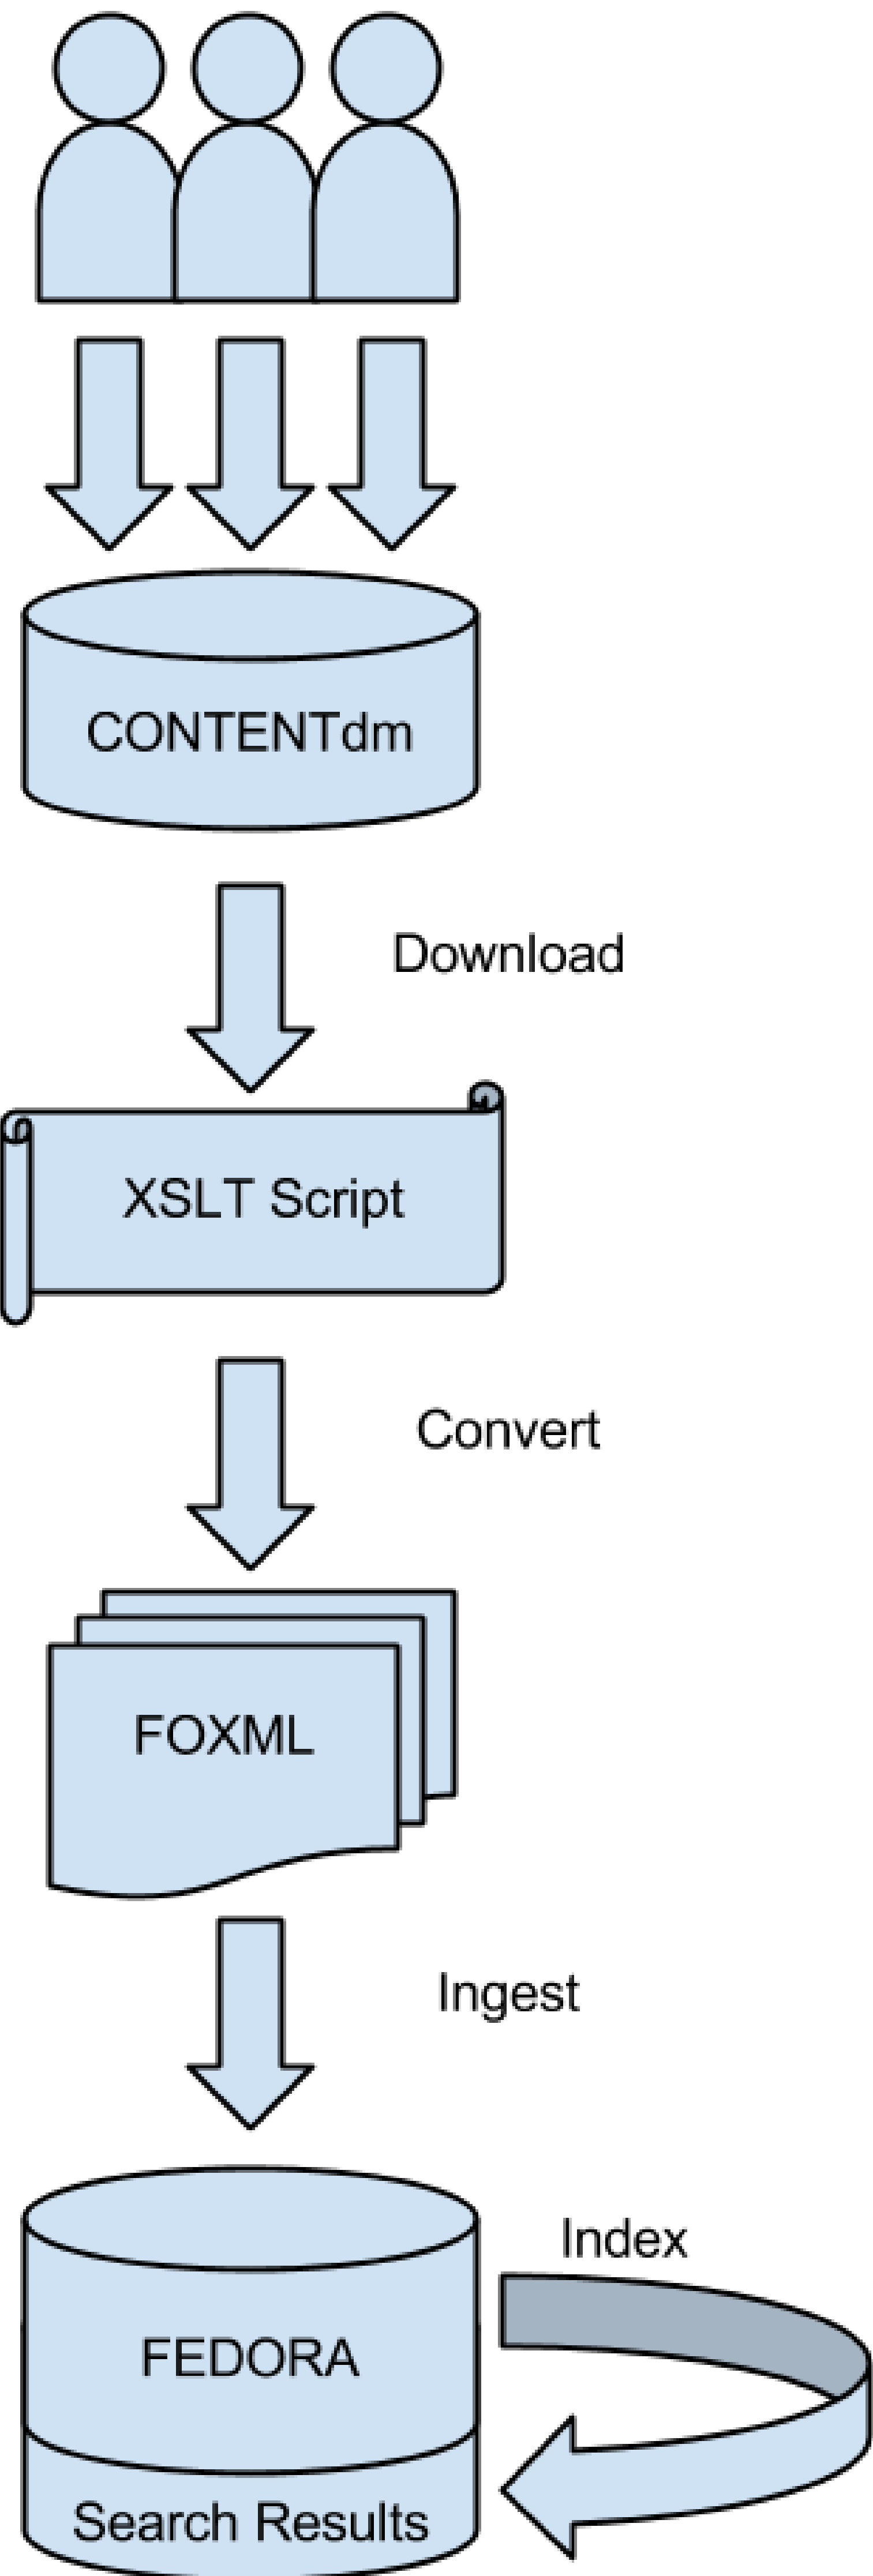 CONTENTdm
Download
XSLT Script
Convert
FOXML
Ingest
Index
FEDORA
Search Results